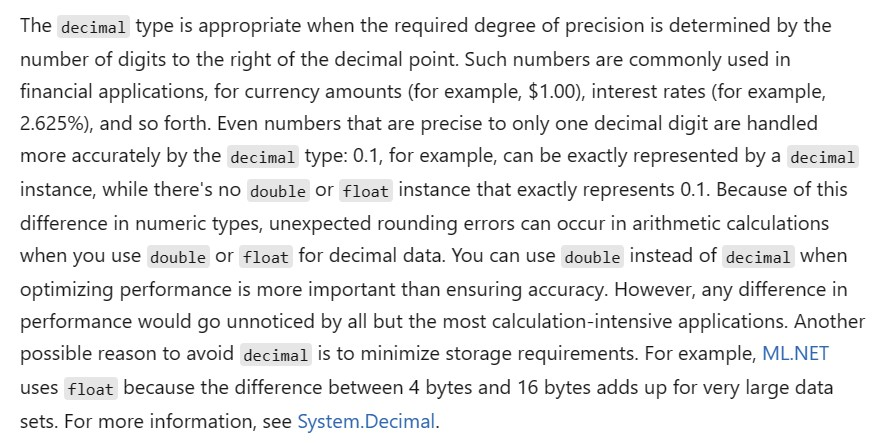 The decimal type is appropriate when the required degree of precision is determined by the
number of digits to the right of the decimal point. Such numbers are commonly used in
financial applications, for currency amounts (for example, $1.00), interest rates (for example,
2.625%), and so forth. Even numbers that are precise to only one decimal digit are handled
more accurately by the decimal type: 0.1, for example, can be exactly represented by a decimal
instance, while there's no double or float instance that exactly represents 0.1. Because of this
difference in numeric types, unexpected rounding errors can occur in arithmetic calculations
when you use double or float for decimal data. You can use double instead of decimal when
optimizing performance is more important than ensuring accuracy. However, any difference in
performance would go unnoticed by all but the most calculation-intensive applications. Another
possible reason to avoid decimal is to minimize storage requirements. For example, ML.NET
uses float because the difference between 4 bytes and 16 bytes adds up for very large data
sets. For more information, see System.Decimal.